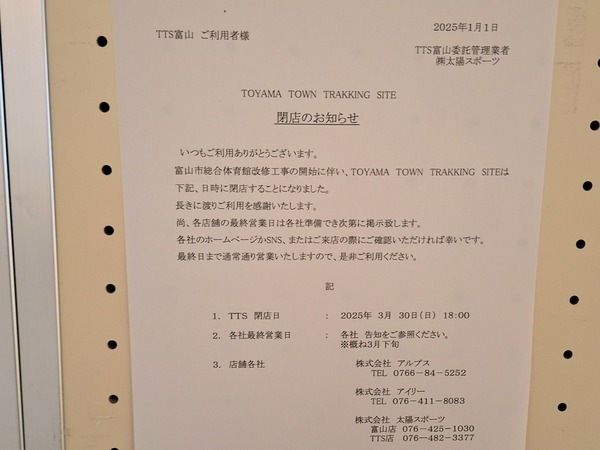 2025年1月1日
TTS富山 ご利用者様
TTS富山委託管理業者
㈱太陽スポーツ
TOYAMA TOWN TRAKKING SITE
閉店のお知らせ
いつもご利用ありがとうございます。
富山市総合体育館改修工事の開始に伴い、TOYAMA TOWN TRAKKING SITEは
下記、日時に閉店することになりました。
長きに渡りご利用を感謝いたします。
尚、各店舗の最終営業日は各社準備でき次第に掲示致します。
各社のホームページかSNS、またはご来店の際にご確認いただければ幸いです。
最終日まで通常通り営業いたしますので、是非ご利用ください。
記
1. TTS 閉店日 : 2025年 3月 30日(日) 18:00
2. 各社最終営業日 : 各社 告知をご参照ください。
※概ね3月下旬
3. 店舗各社 株式会社 アルプス
TEL 0766-84-5252
株式会社 アイリー
TEL 076-411-8083
株式会社 太陽スポーツ
富山店 076-425-1030
TTS店 076-482-3377